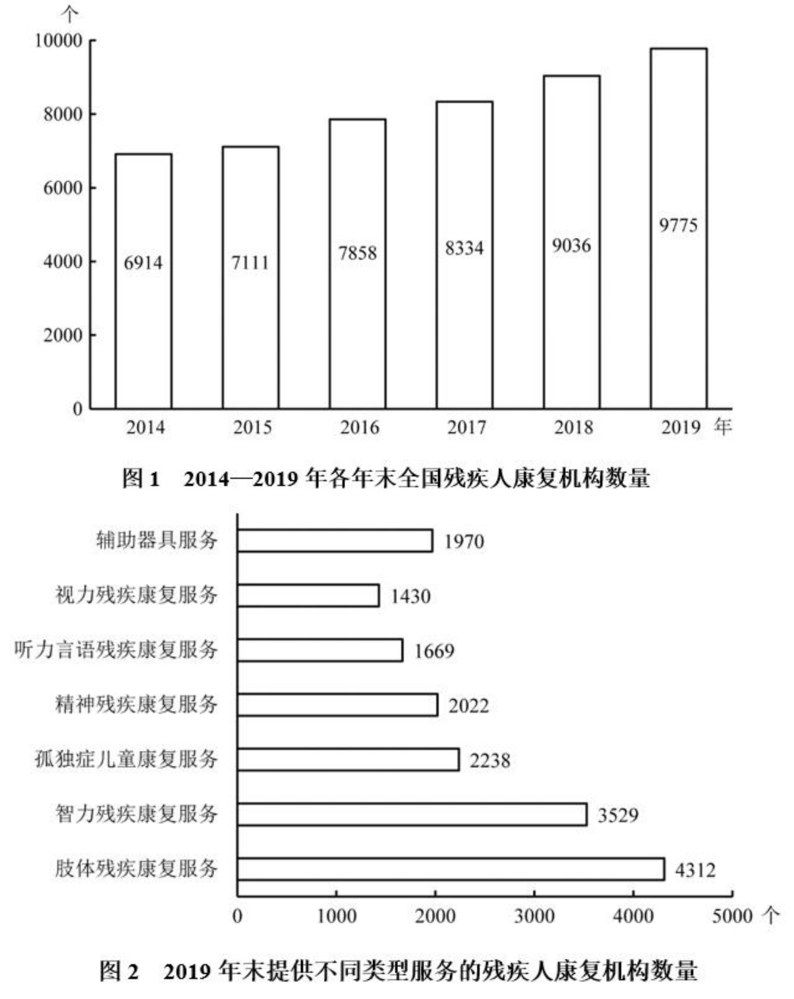 个
10000
8000
6000
4000
2000
0
6914
7111
7858
8334
9036
9775
2014 2015 2016 2017 2018 2019 年
图 1 2014—2019 年各年末全国残疾人康复机构数量
辅助器具服务 1970
视力残疾康复服务 1430
听力言语残疾康复服务 1669
精神残疾康复服务 2022
孤独症儿童康复服务 2238
智力残疾康复服务 3529
肢体残疾康复服务 4312
0 1000 2000 3000 4000 5000 个
图 2 2019 年末提供不同类型服务的残疾人康复机构数量